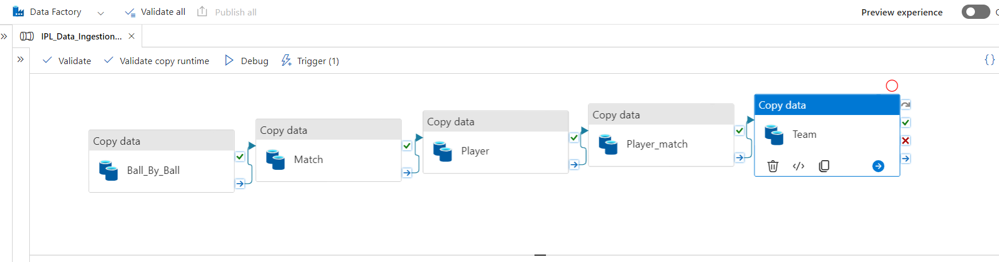 Data Factory Validate all Publish all Preview experience
IPL_Data_Ingestion...
Validate Validate copy runtime Debug Trigger (1) {}
Copy data
Ball_By_Ball
Copy data
Match
Copy data
Player
Copy data
Player_match
Copy data
Team